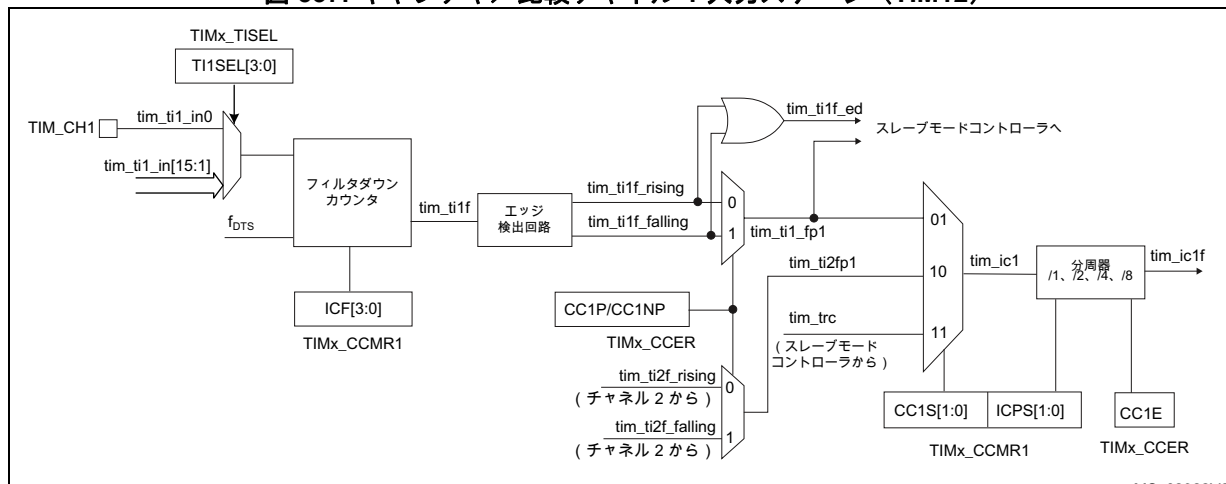 TIMx_TISEL
TI1SEL[3:0]
TIM_CH1
tim_ti1_in0
tim_ti1_in[15:1]
fDTS
フィルタダウン
カウンタ
ICF[3:0]
TIMx_CCMR1
tim_ti1f
エッジ
検出回路
tim_ti1f_rising
tim_ti1f_falling
0
1
tim_ti1f_ed
スレーブモードコントローラへ
tim_ti1_fp1
tim_ti2fp1
CC1P/CC1NP
TIMx_CCER
tim_trc
(スレーブモード
コントローラから)
tim_ti2f_rising
(チャネル 2 から)
tim_ti2f_falling
(チャネル 2 から)
0
1
01
10
11
tim_ic1
分周器
/1、/2、/4、/8
tim_ic1f
CC1S[1:0]
ICPS[1:0]
TIMx_CCMR1
CC1E
TIMx_CCER